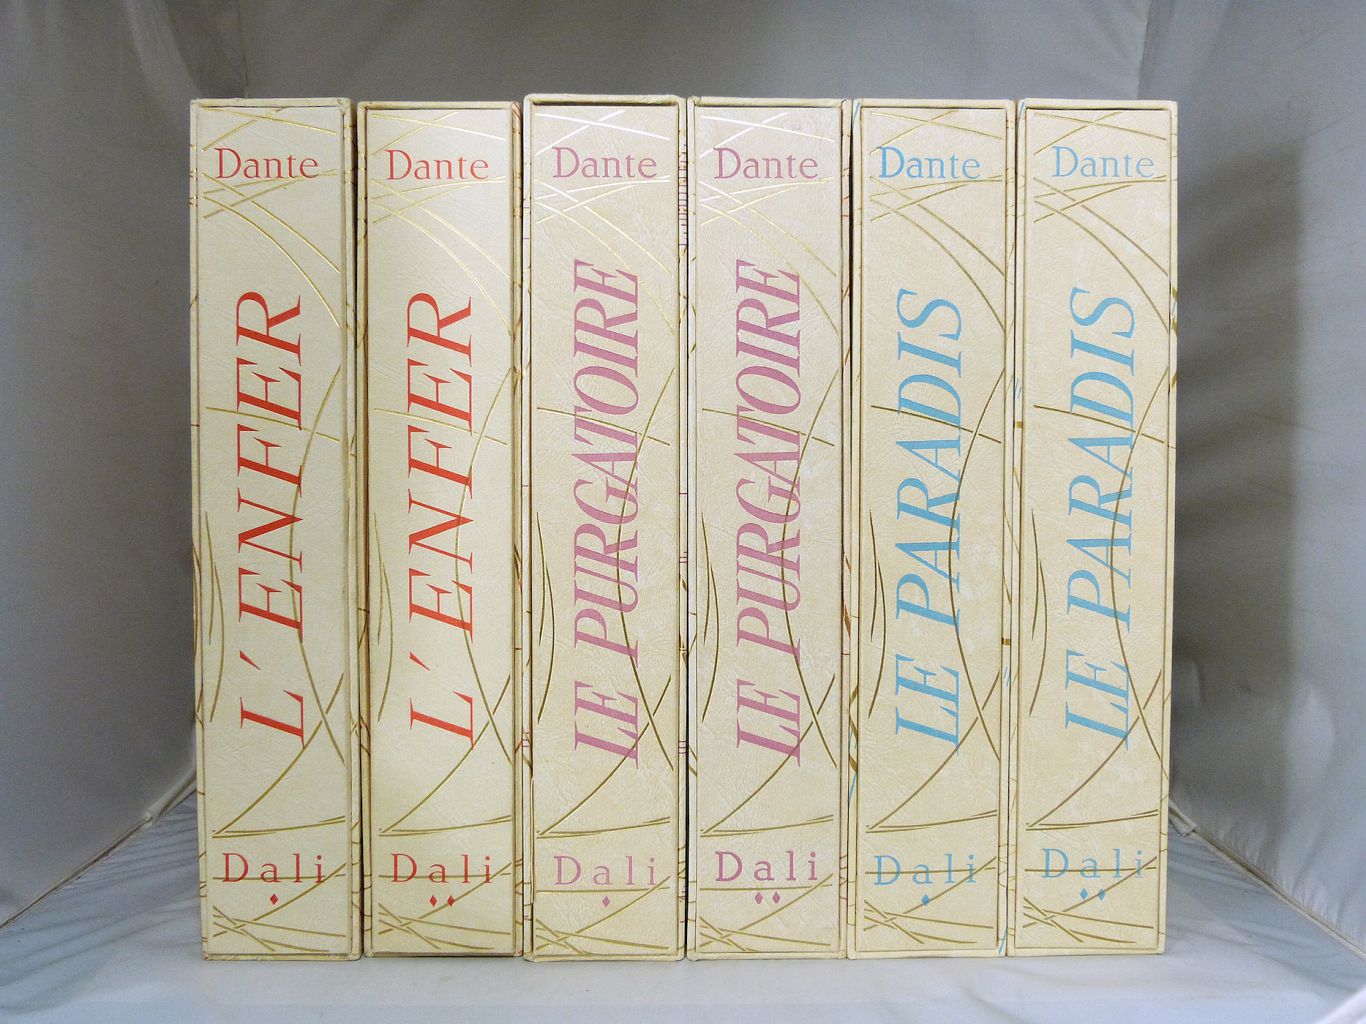 Dante
L´ENFER
Dali
♦
Dante
L´ENFER
Dali
♦♦
Dante
LE PURGATOIRE
Dali
♦
Dante
LE PURGATOIRE
Dali
♦♦
Dante
LE PARADIS
Dali
♦
Dante
LE PARADIS
Dali
♦♦